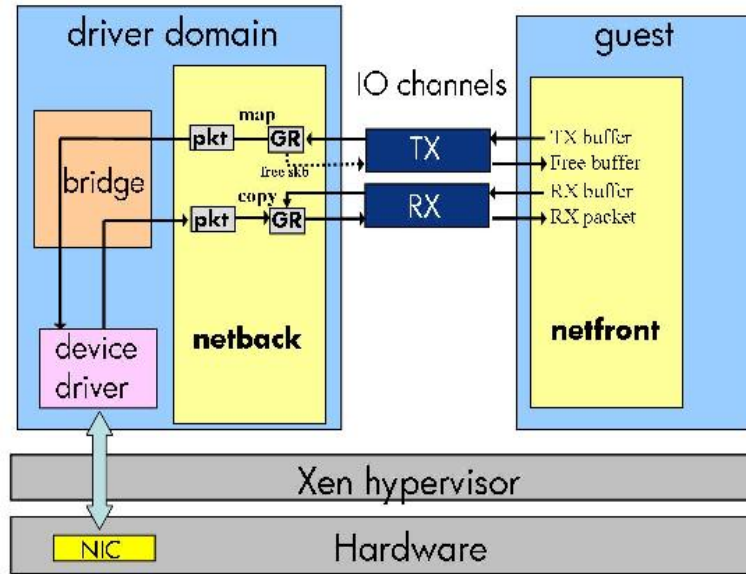 driver domain
guest
IO channels
map
pkt
GR
TX
TX buffer
Free buffer
free skb
bridge
RX buffer
copy
pkt
GR
RX
RX packet
netback
netfront
device
driver
Xen hypervisor
NIC
Hardware